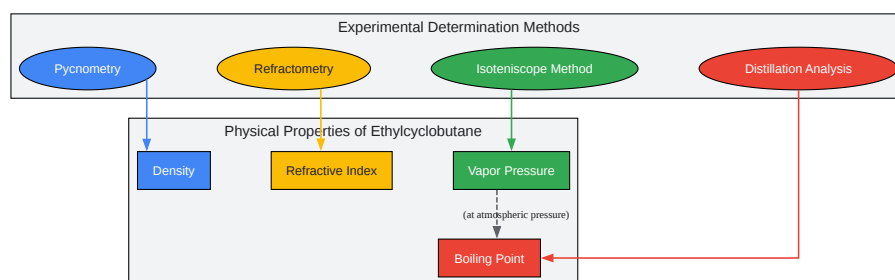 Experimental Determination Methods
Pycnometry
Refractometry
Isoteniscope Method
Distillation Analysis
Physical Properties of Ethylcyclobutane
Density
Refractive Index
Vapor Pressure
(at atmospheric pressure)
Boiling Point